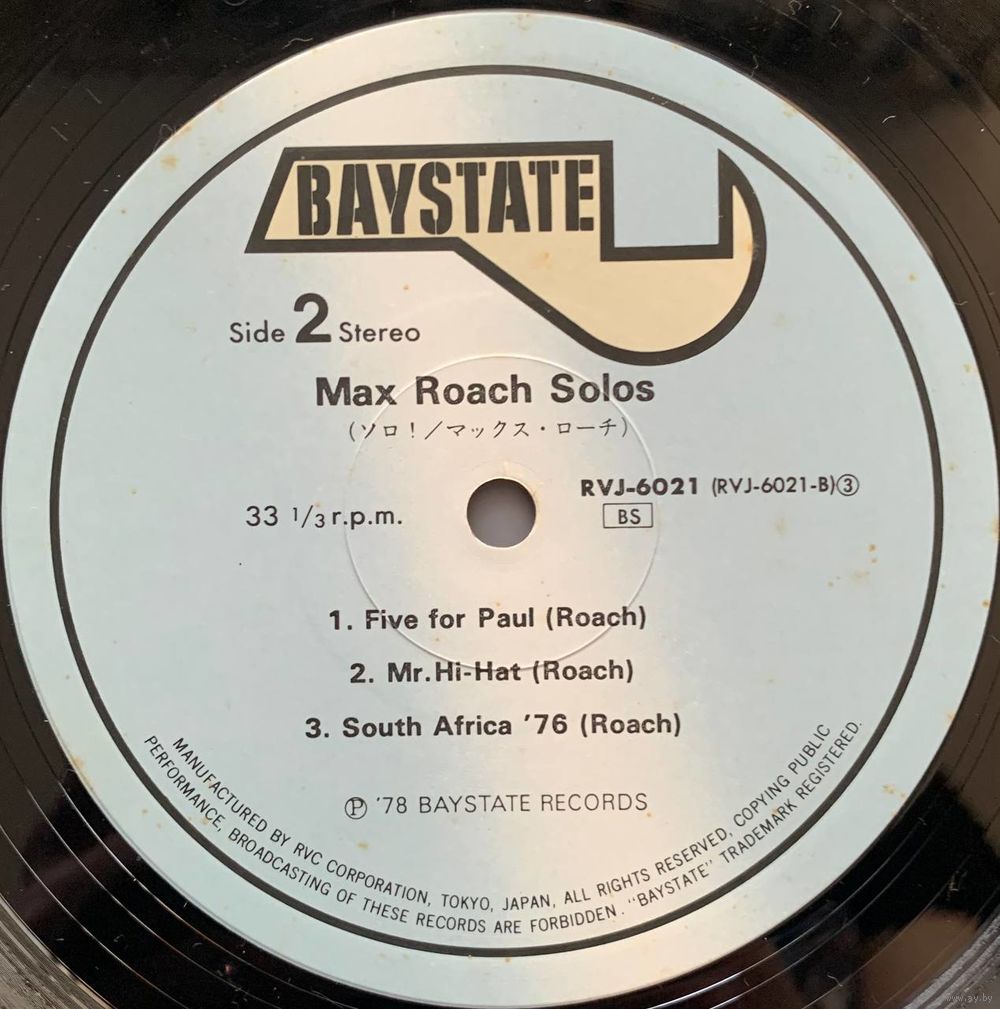 BAYSTATE
Side 2 Stereo
Max Roach Solos
(ソロ！／マックス・ローチ)
RVJ-6021 (RVJ-6021-B)③
33 1/3 r.p.m.
BS
1. Five for Paul (Roach)
2. Mr.Hi-Hat (Roach)
3. South Africa '76 (Roach)
Ⓟ '78 BAYSTATE RECORDS
MANUFACTURED BY RVC CORPORATION, TOKYO, JAPAN, ALL RIGHTS RESERVED, COPYING PUBLIC
PERFORMANCE, BROADCASTING OF THESE RECORDS ARE FORBIDDEN. "BAYSTATE" TRADEMARK REGISTERED.
www.ay.by